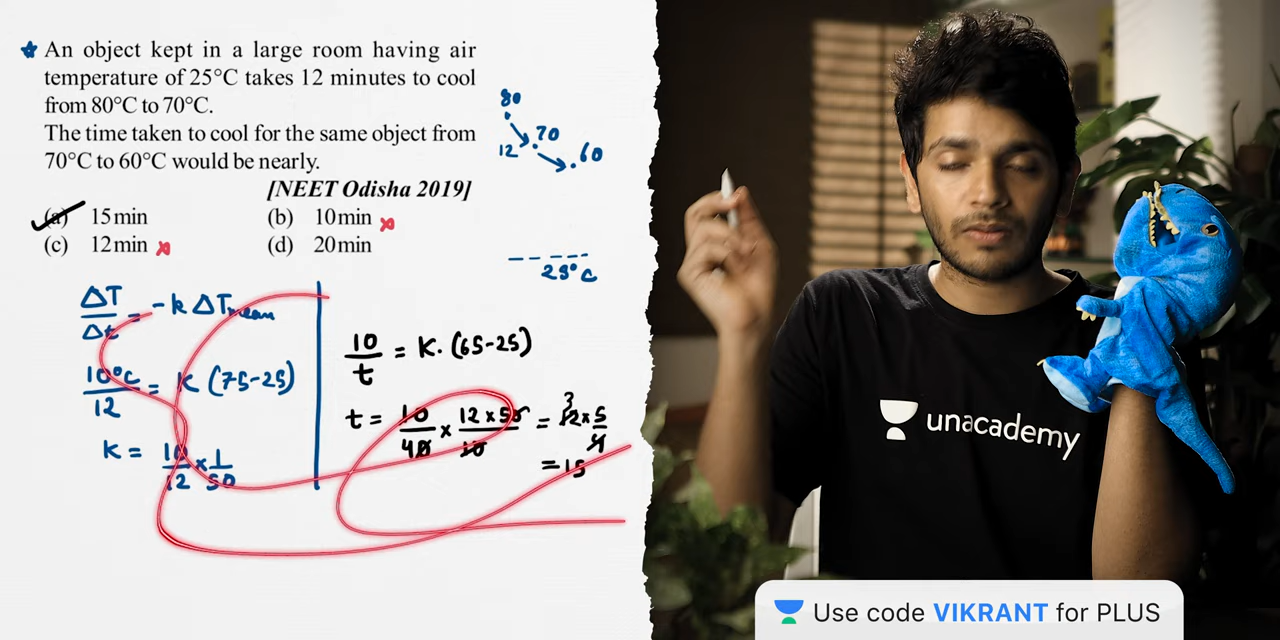 An object kept in a large room having air
temperature of 25°C takes 12 minutes to cool
from 80°C to 70°C.
The time taken to cool for the same object from
70°C to 60°C would be nearly.
[NEET Odisha 2019]
(a) 15 min (b) 10 min
(c) 12 min (d) 20 min
80
70
12
60
25°C
ΔT/Δt = -k ΔTmean
10°C/12 = k (75-25)
k = 10/12 × 1/50
10/t = K. (65-25)
t = 10/40 × 12×50/10 = 12×5/4
3
= 15
unacademy
Use code VIKRANT for PLUS